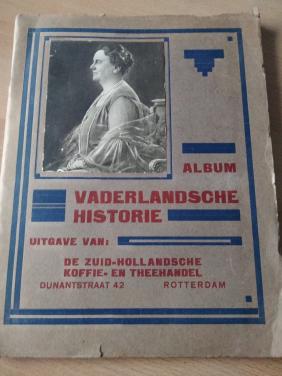 ALBUM
VADERLANDSCHE
HISTORIE
UITGAVE VAN:
DE ZUID-HOLLANDSCHE
KOFFIE- EN THEEHANDEL
DUNANTSTRAAT 42 ROTTERDAM